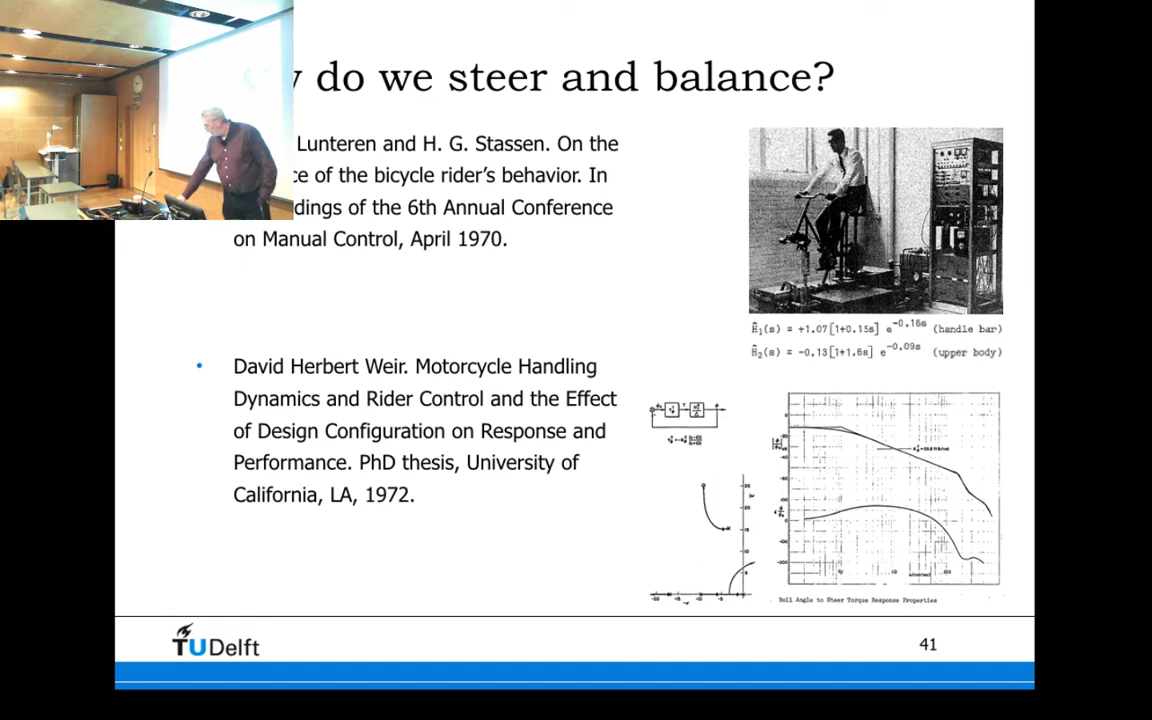 do we steer and balance?
Lunteren and H. G. Stassen. On the
of the bicycle rider's behavior. In
of the 6th Annual Conference
on Manual Control, April 1970.
Ĥ₁(s) = +1.07[1+0.15s] e^-0.16s (handle bar)
Ĥ₂(s) = -0.13[1+1.6s] e^-0.09s (upper body)
• David Herbert Weir. Motorcycle Handling
Dynamics and Rider Control and the Effect
of Design Configuration on Response and
Performance. PhD thesis, University of
California, LA, 1972.
Roll Angle to Steer Torque Response Properties
TUDelft
41